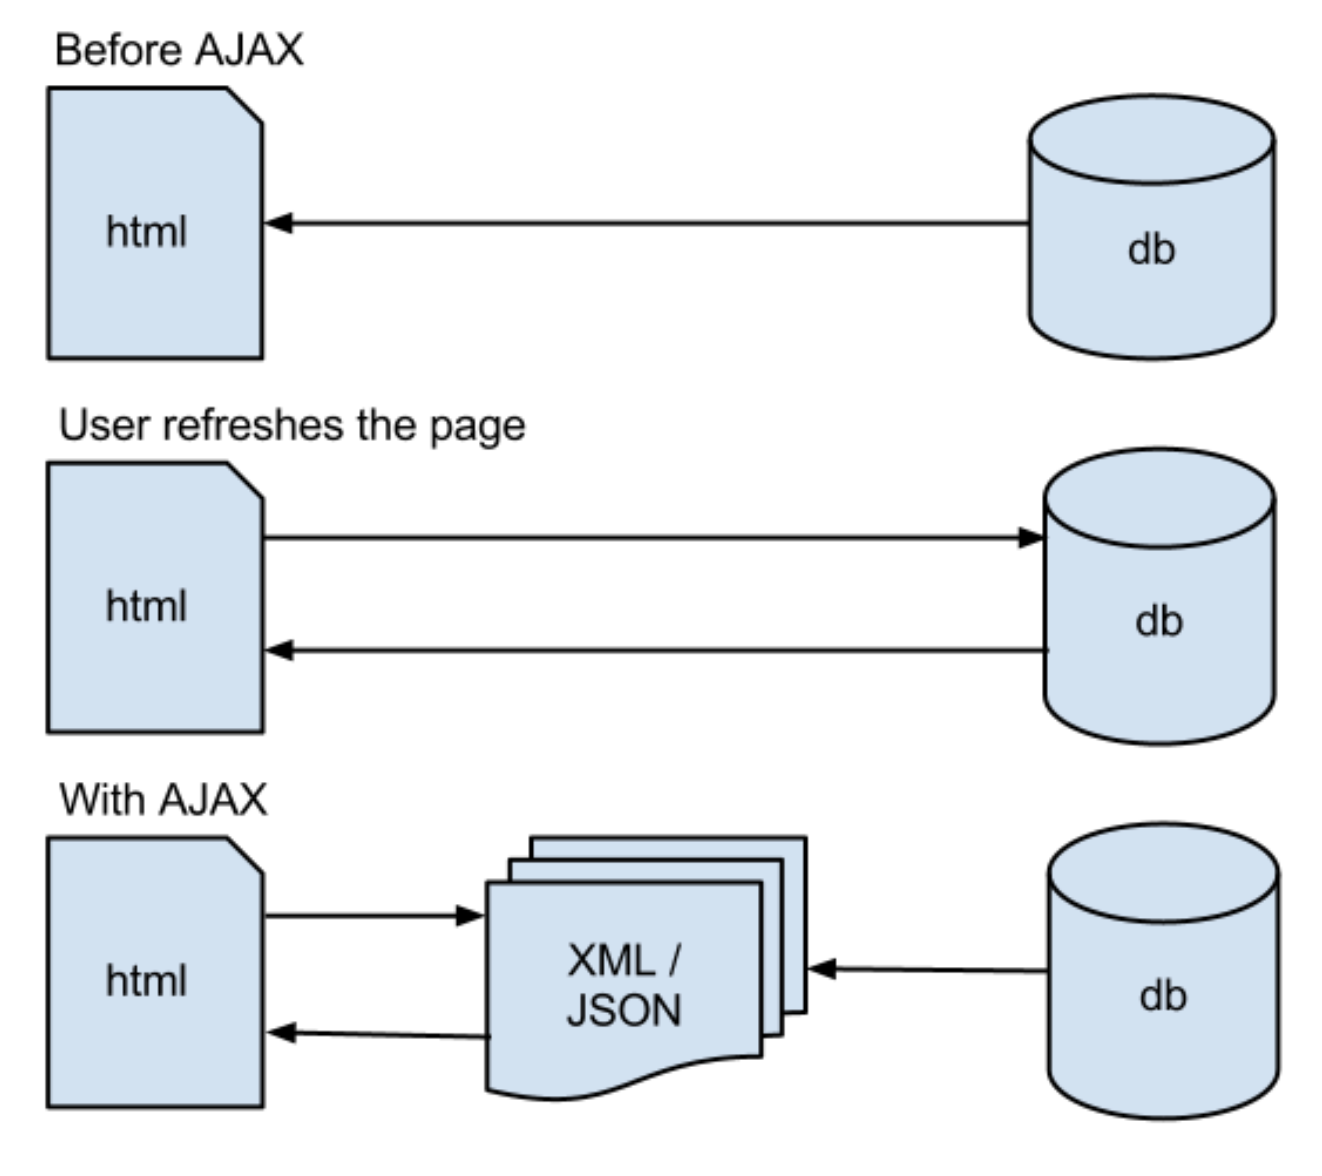 Before AJAX
html
db
User refreshes the page
html
db
With AJAX
html
XML /
JSON
db